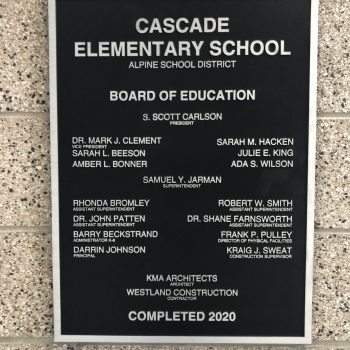 CASCADE
ELEMENTARY SCHOOL
ALPINE SCHOOL DISTRICT
BOARD OF EDUCATION
S. SCOTT CARLSON
PRESIDENT
DR. MARK J. CLEMENT
VICE PRESIDENT
SARAH L. BEESON
AMBER L. BONNER
SARAH M. HACKEN
JULIE E. KING
ADA S. WILSON
SAMUEL Y. JARMAN
SUPERINTENDENT
RHONDA BROMLEY
ASSISTANT SUPERINTENDENT
DR. JOHN PATTEN
ASSISTANT SUPERINTENDENT
BARRY BECKSTRAND
ADMINISTRATOR K-6
DARRIN JOHNSON
PRINCIPAL
ROBERT W. SMITH
ASSISTANT SUPERINTENDENT
DR. SHANE FARNSWORTH
ASSISTANT SUPERINTENDENT
FRANK P. PULLEY
DIRECTOR OF PHYSICAL FACILITIES
KRAIG J. SWEAT
CONSTRUCTION SUPERVISOR
KMA ARCHITECTS
ARCHITECT
WESTLAND CONSTRUCTION
CONTRACTOR
COMPLETED 2020